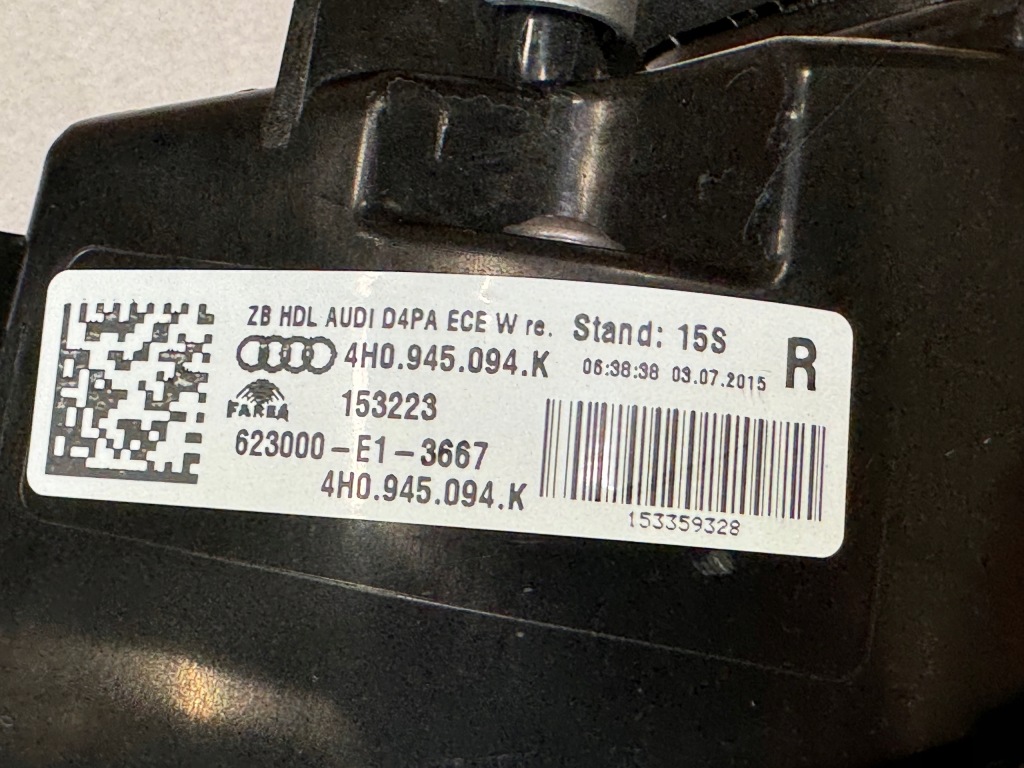 ZB HDL AUDI D4PA ECE W re. Stand: 15S
4H0.945.094.K 06:38:38 03.07.2015 R
FARBA 153223
623000-E1-3667
4H0.945.094.K
153359328